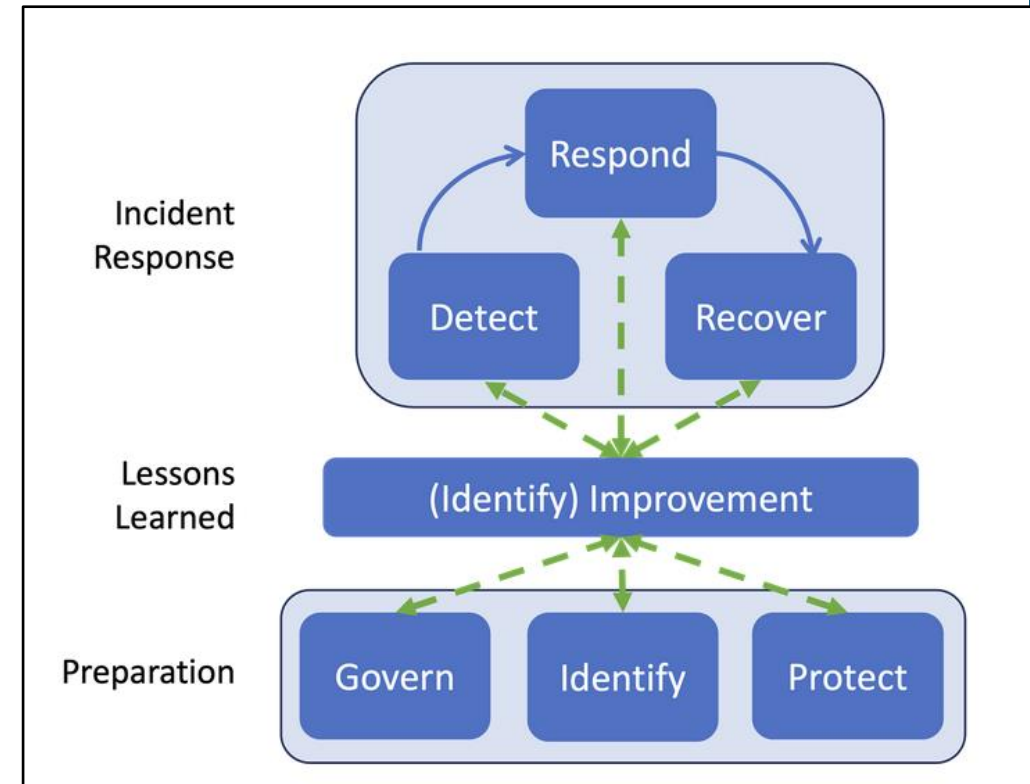 Incident
Response
Respond
Detect
Recover
Lessons
Learned
(Identify) Improvement
Preparation
Govern
Identify
Protect